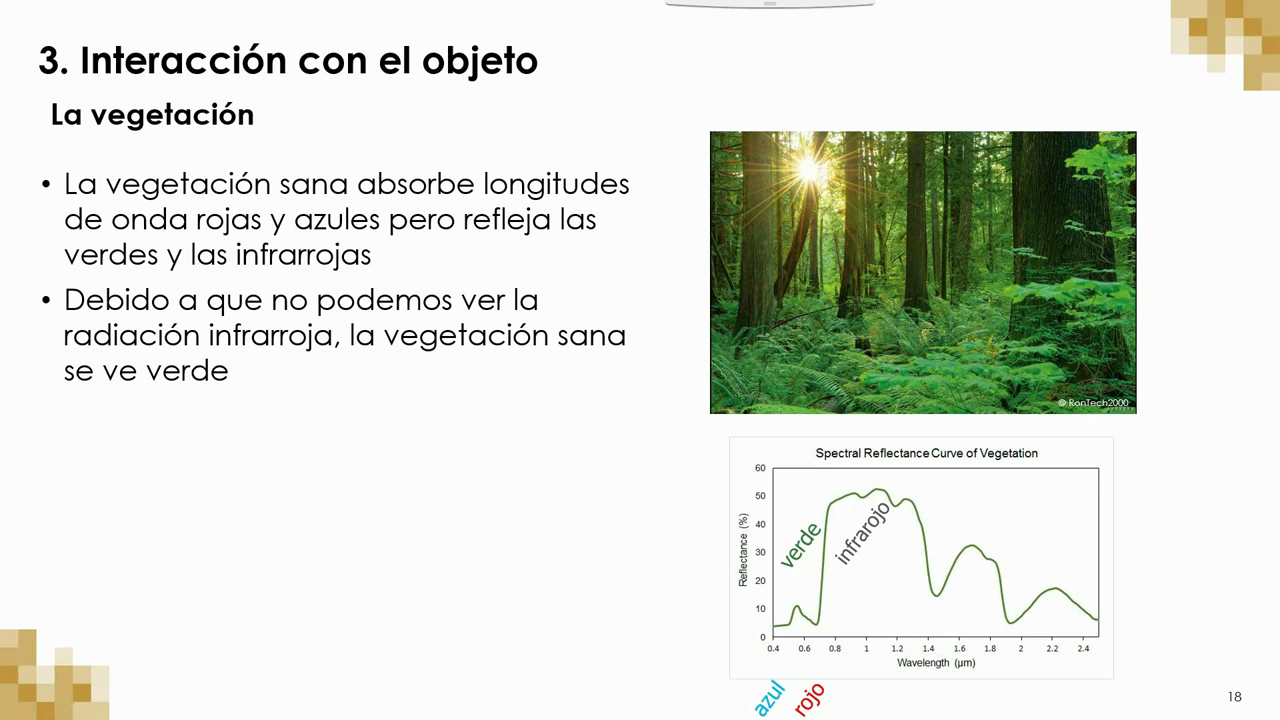 3. Interacción con el objeto
La vegetación
• La vegetación sana absorbe longitudes
de onda rojas y azules pero refleja las
verdes y las infrarrojas
• Debido a que no podemos ver la
radiación infrarroja, la vegetación sana
se ve verde
© RonTech2000
Spectral Reflectance Curve of Vegetation
Reflectance (%)
60
50
40
30
20
10
0
verde
infrarojo
0.4 0.6 0.8 1 1.2 1.4 1.6 1.8 2 2.2 2.4
Wavelength (µm)
azul
rojo
18